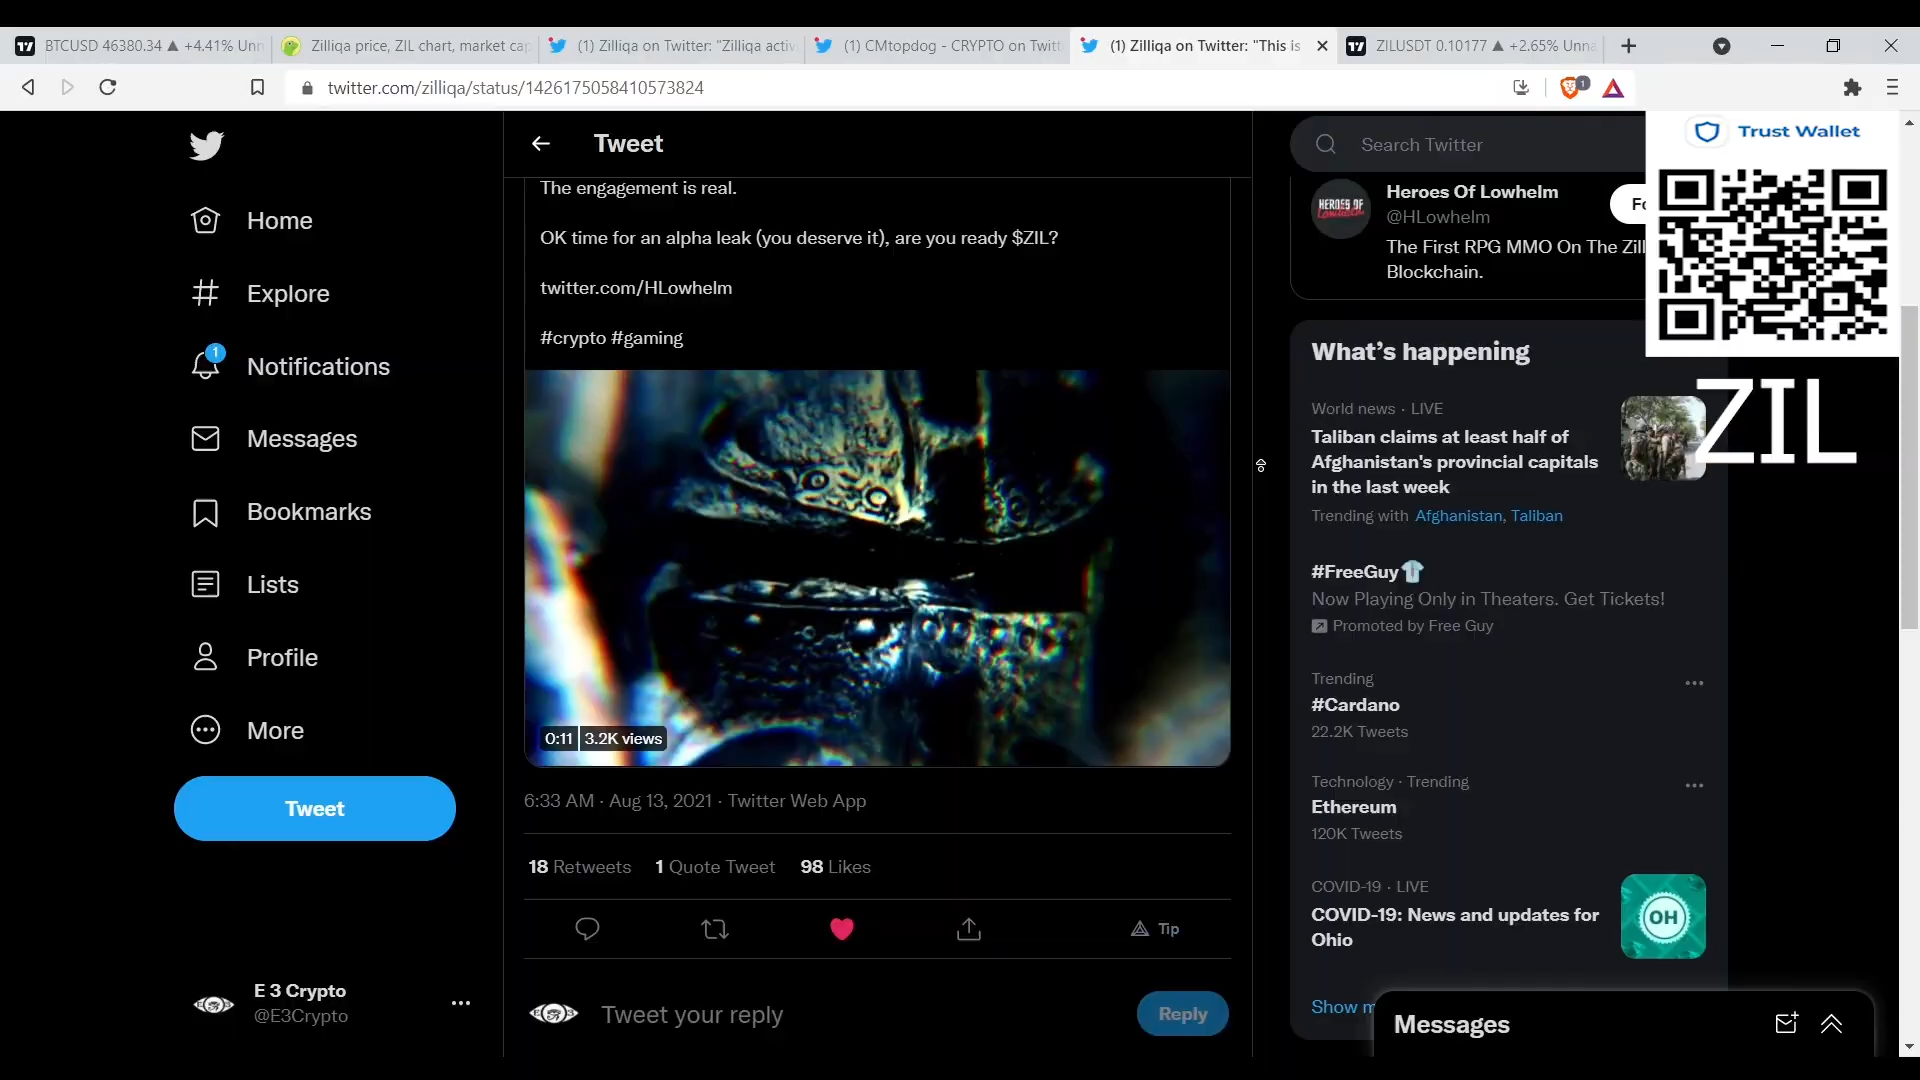 BTCUSD 46380.34 ▲ +4.41% Unn
Zilliqa price, ZIL chart, market cap
(1) Zilliqa on Twitter: "Zilliqa activ
(1) CMtopdog - CRYPTO on Twitt
(1) Zilliqa on Twitter: "This is
ZILUSDT 0.10177 ▲ +2.65% Unna
twitter.com/zilliqa/status/1426175058410573824
1
Home
Explore
1
Notifications
Messages
Bookmarks
Lists
Profile
More
Tweet
E 3 Crypto
@E3Crypto
Tweet
The engagement is real.
OK time for an alpha leak (you deserve it), are you ready $ZIL?
twitter.com/HLowhelm
#crypto #gaming
0:11 3.2K views
6:33 AM · Aug 13, 2021 · Twitter Web App
18 Retweets 1 Quote Tweet 98 Likes
Tip
Tweet your reply
Reply
Search Twitter
HEROES OF
Lowhelm
Heroes Of Lowhelm
@HLowhelm
Fo
The First RPG MMO On The Zill
Blockchain.
Trust Wallet
ZIL
What's happening
World news · LIVE
Taliban claims at least half of
Afghanistan's provincial capitals
in the last week
Trending with Afghanistan, Taliban
#FreeGuy
Now Playing Only in Theaters. Get Tickets!
Promoted by Free Guy
Trending
#Cardano
22.2K Tweets
Technology · Trending
Ethereum
120K Tweets
COVID-19 · LIVE
COVID-19: News and updates for
Ohio
OH
Show m
Messages